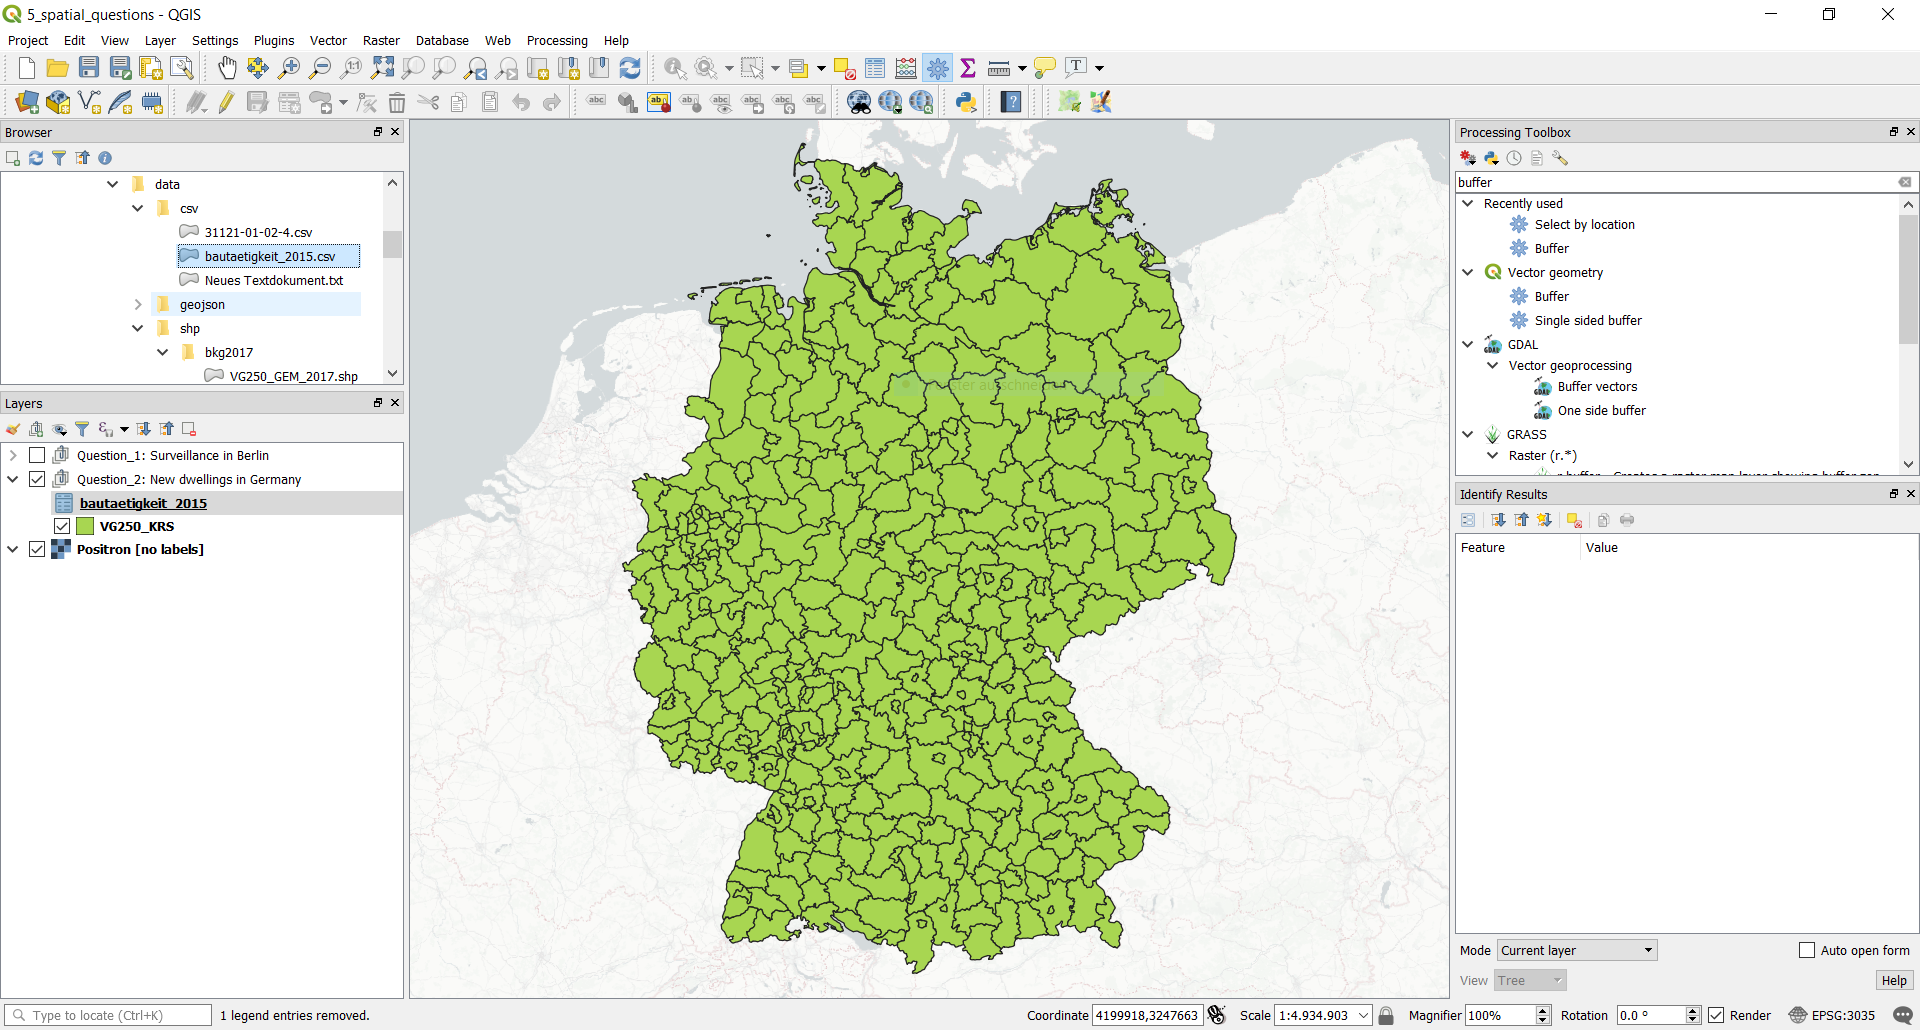 5_spatial_questions - QGIS
Project Edit View Layer Settings Plugins Vector Raster Database Web Processing Help
Browser
data
csv
31121-01-02-4.csv
bautaetigkeit_2015.csv
Neues Textdokument.txt
geojson
shp
bkg2017
VG250_GEM_2017.shp
Layers
Question_1: Surveillance in Berlin
Question_2: New dwellings in Germany
bautaetigkeit_2015
VG250_KRS
Positron [no labels]
Processing Toolbox
buffer
Recently used
Select by location
Buffer
Vector geometry
Buffer
Single sided buffer
GDAL
Vector geoprocessing
Buffer vectors
One side buffer
GRASS
Raster (r.*)
Identify Results
Feature Value
Mode Current layer Auto open form
View Tree Help
Type to locate (Ctrl+K) 1 legend entries removed. Coordinate 4199918,3247663 Scale 1:4.934.903 Magnifier 100% Rotation 0.0 ° Render EPSG:3035